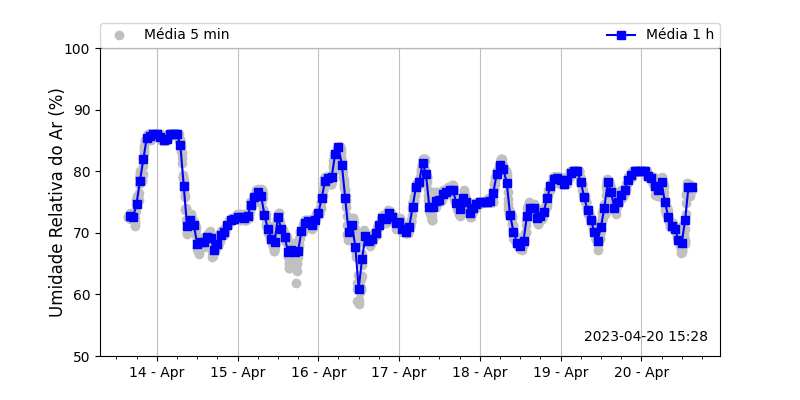 Média 5 min
Média 1 h
100
90
80
70
60
50
Umidade Relativa do Ar (%)
2023-04-20 15:28
14 - Apr
15 - Apr
16 - Apr
17 - Apr
18 - Apr
19 - Apr
20 - Apr